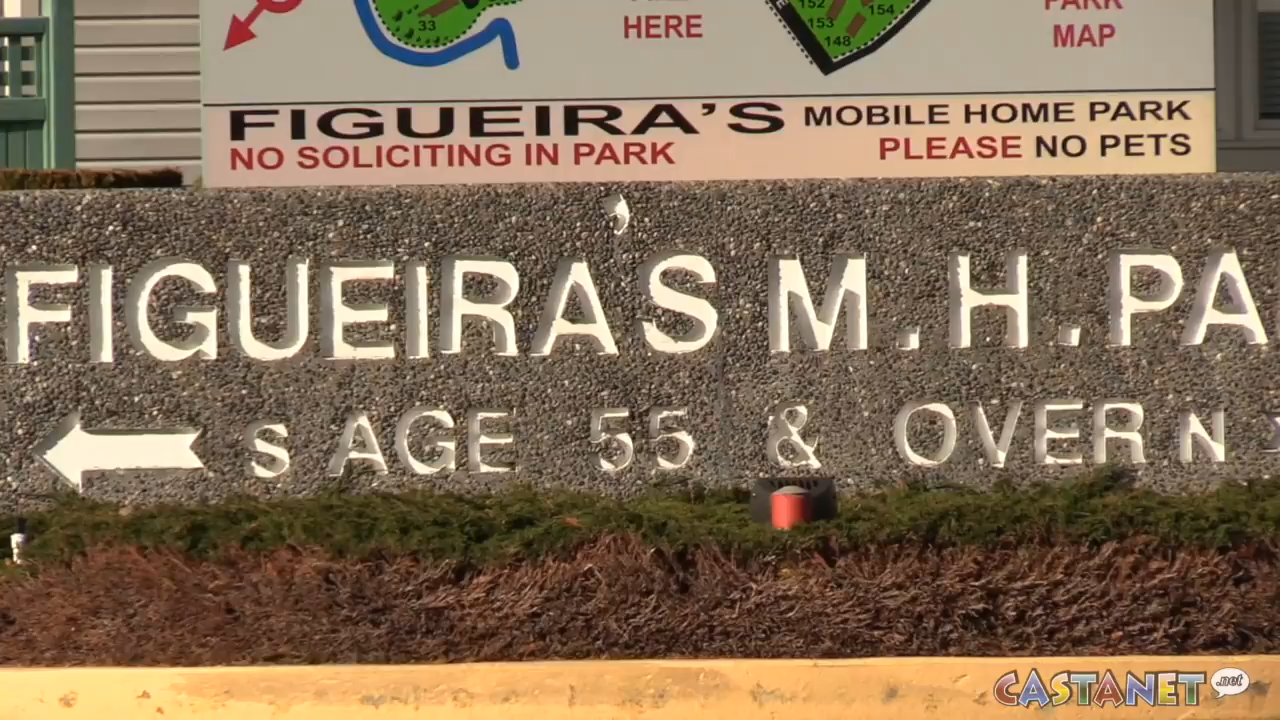 33
HERE
152
153
154
148
PARK
MAP
FIGUEIRA'S MOBILE HOME PARK
NO SOLICITING IN PARK PLEASE NO PETS
FIGUEIRA'S M.H.PA
S AGE 55 & OVER N
CASTANET.net